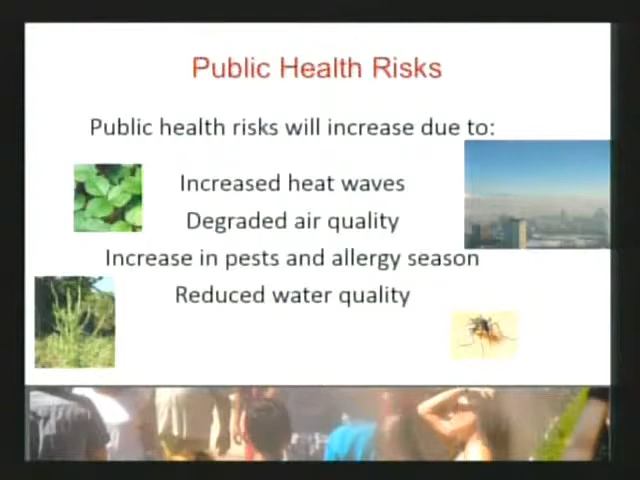 Public Health Risks
Public health risks will increase due to:
Increased heat waves
Degraded air quality
Increase in pests and allergy season
Reduced water quality